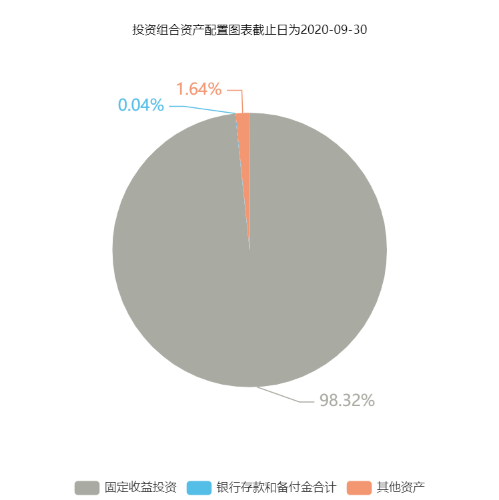 投资组合资产配置图表截止日为2020-09-30
1.64%
0.04%
98.32%
固定收益投资 银行存款和备付金合计 其他资产